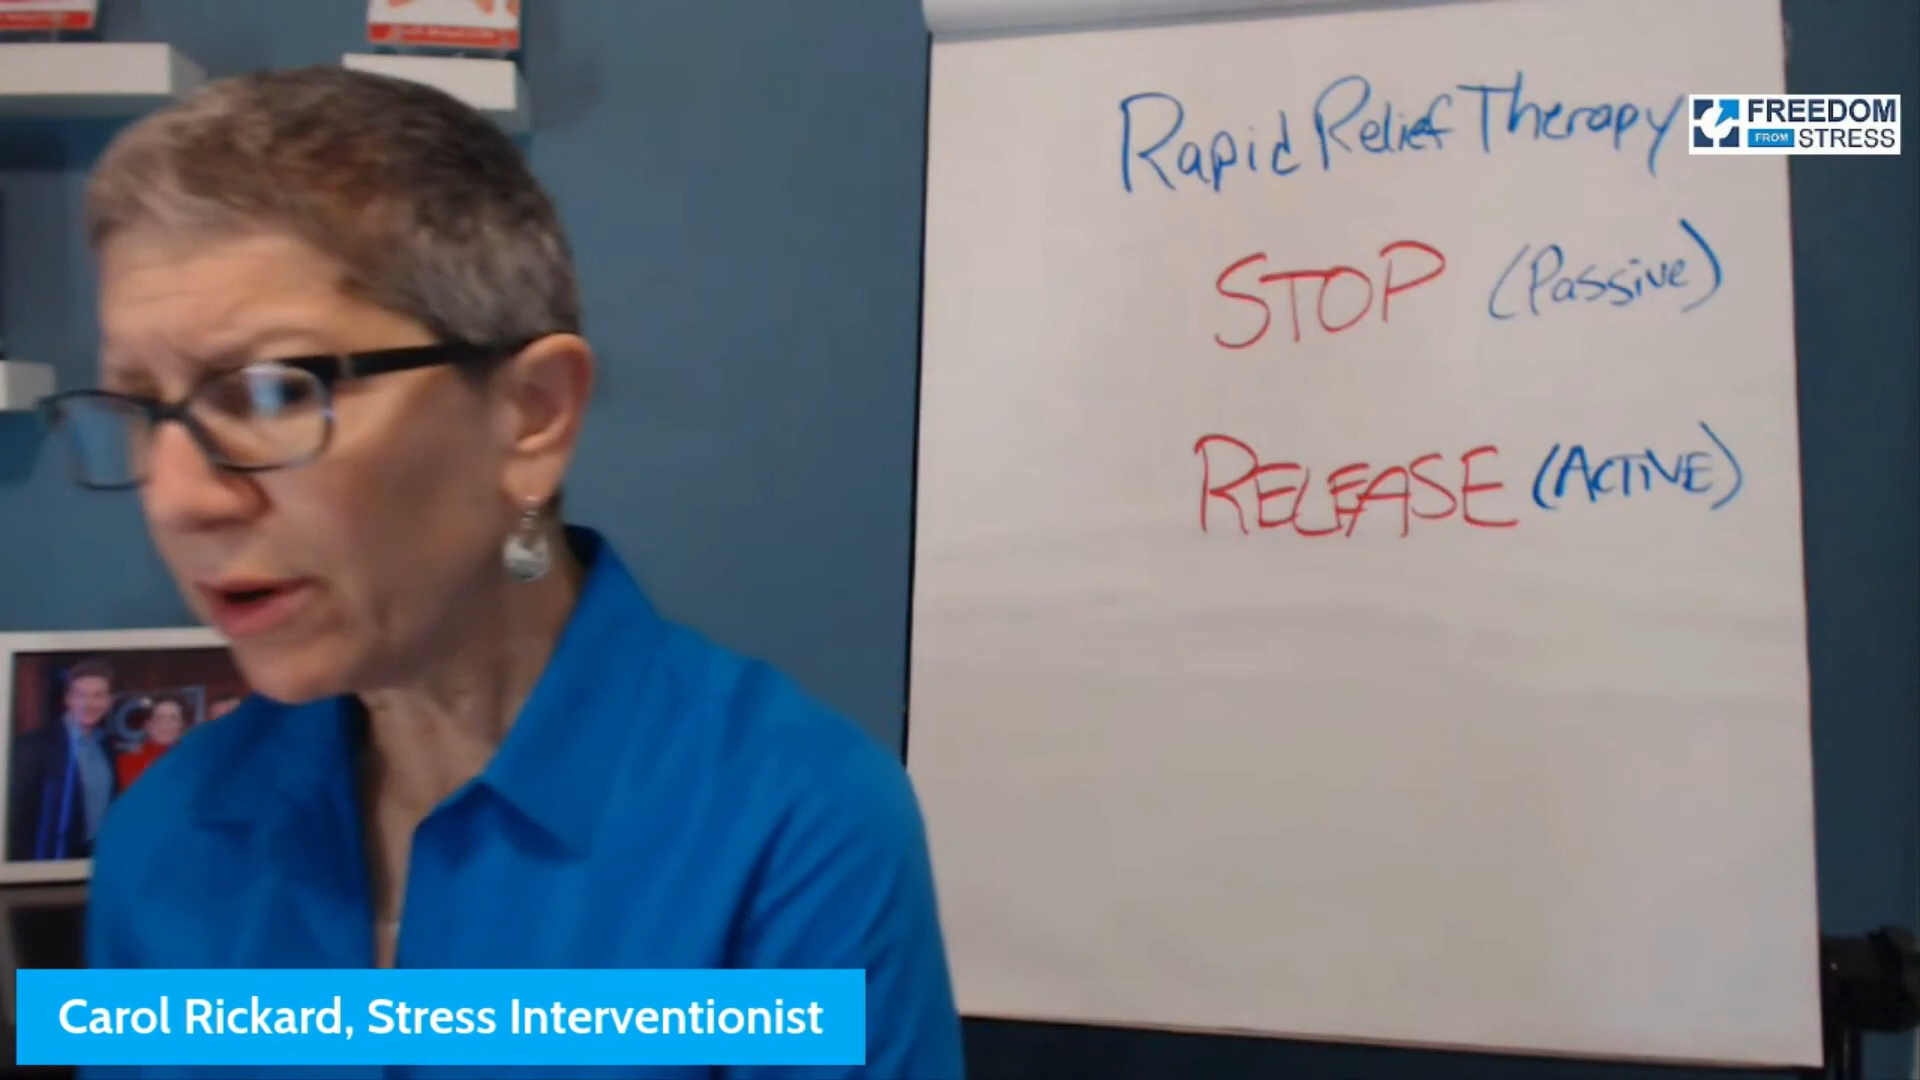 Rapid Relief Therapy
FREEDOM
FROM STRESS
STOP (Passive)
RELEASE (ACTIVE)
Carol Rickard, Stress Interventionist